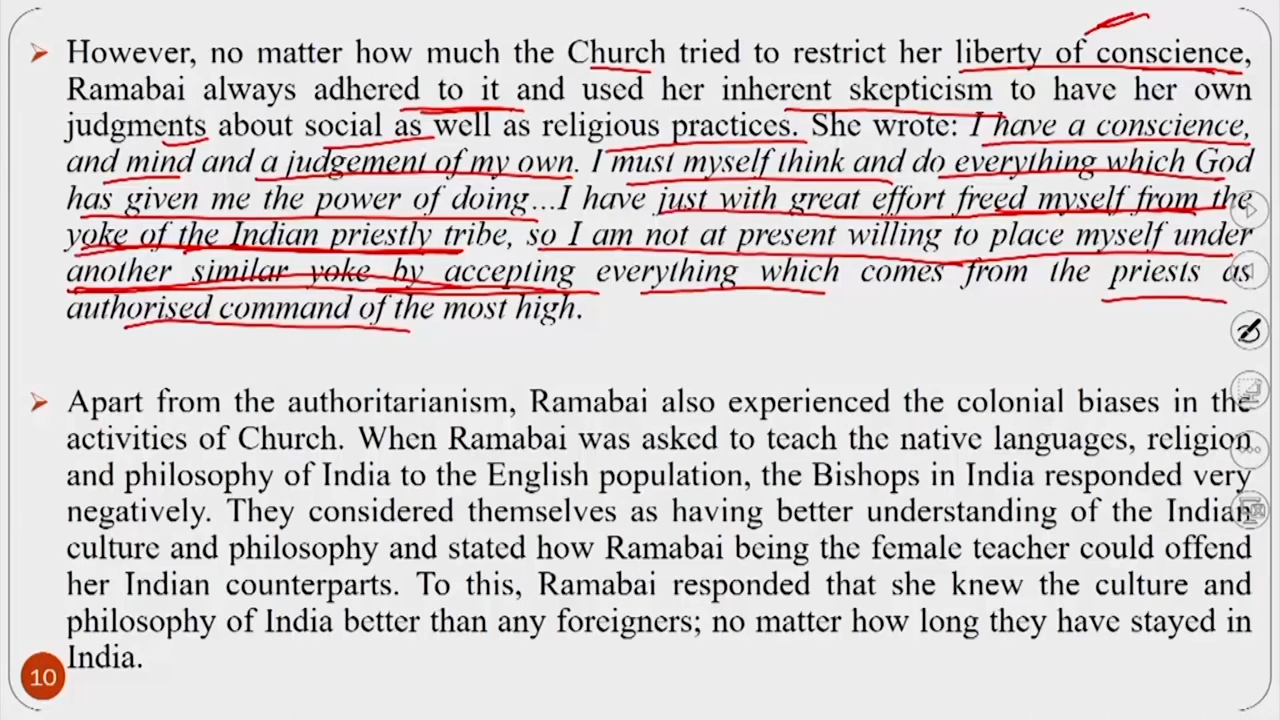 However, no matter how much the Church tried to restrict her liberty of conscience,
Ramabai always adhered to it and used her inherent skepticism to have her own
judgments about social as well as religious practices. She wrote: I have a conscience,
and mind and a judgement of my own. I must myself think and do everything which God
has given me the power of doing...I have just with great effort freed myself from the
yoke of the Indian priestly tribe, so I am not at present willing to place myself under
another similar yoke by accepting everything which comes from the priests as
authorised command of the most high.
Apart from the authoritarianism, Ramabai also experienced the colonial biases in the
activities of Church. When Ramabai was asked to teach the native languages, religion
and philosophy of India to the English population, the Bishops in India responded very
negatively. They considered themselves as having better understanding of the Indian
culture and philosophy and stated how Ramabai being the female teacher could offend
her Indian counterparts. To this, Ramabai responded that she knew the culture and
philosophy of India better than any foreigners; no matter how long they have stayed in
India.
10